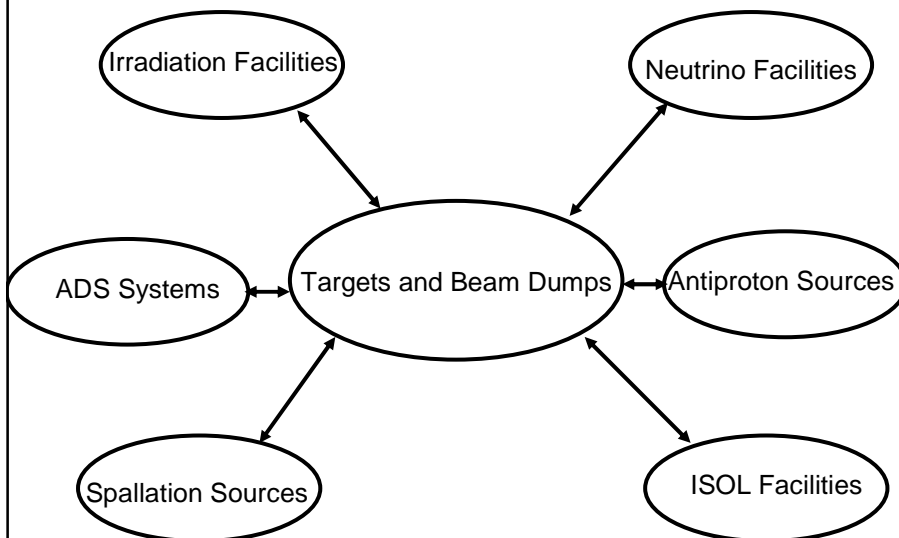 Irradiation Facilities
Neutrino Facilities
Targets and Beam Dumps
ADS Systems
Antiproton Sources
Spallation Sources
ISOL Facilities